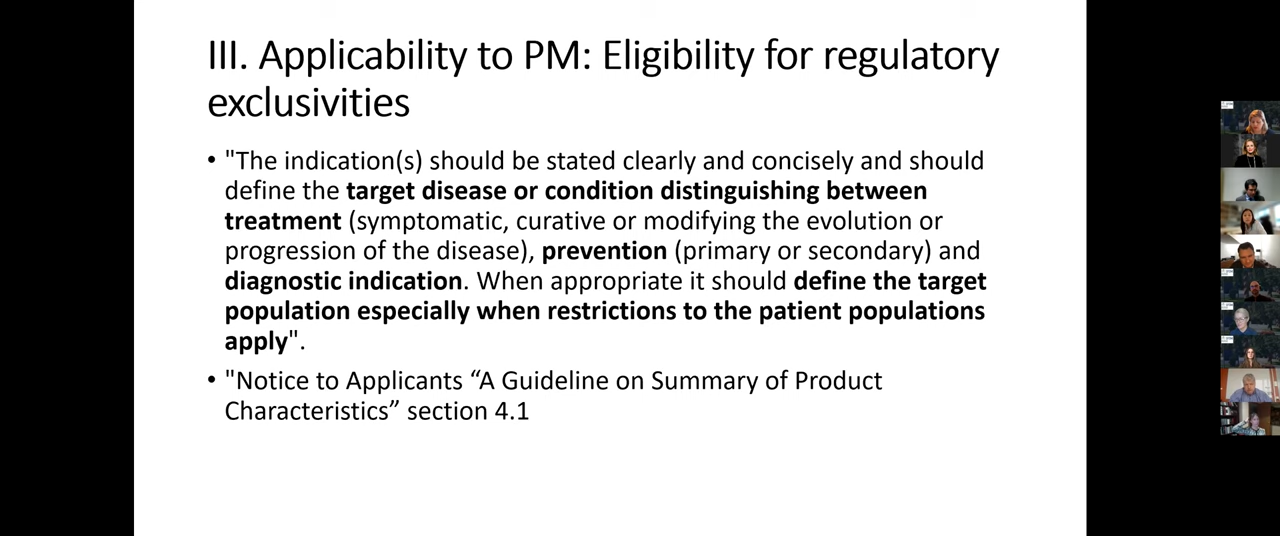 III. Applicability to PM: Eligibility for regulatory
exclusivities
• "The indication(s) should be stated clearly and concisely and should
define the target disease or condition distinguishing between
treatment (symptomatic, curative or modifying the evolution or
progression of the disease), prevention (primary or secondary) and
diagnostic indication. When appropriate it should define the target
population especially when restrictions to the patient populations
apply".
• "Notice to Applicants “A Guideline on Summary of Product
Characteristics” section 4.1